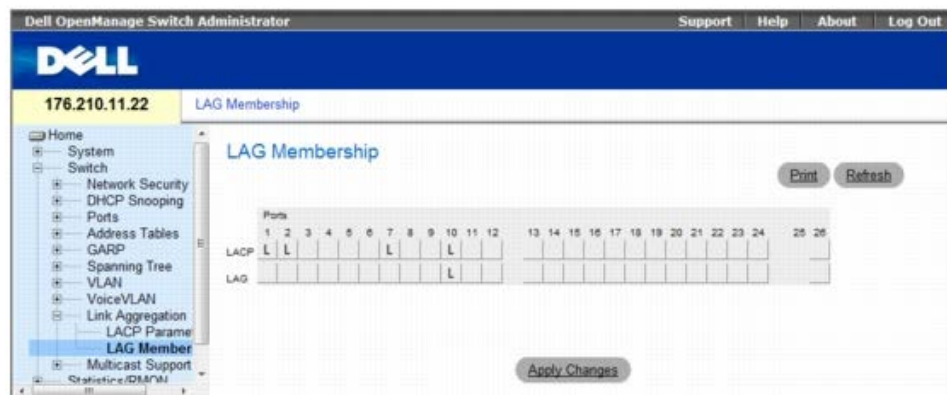 Dell OpenManage Switch Administrator Support Help About Log Out
DELL
176.210.11.22 LAG Membership
Home
System
Switch
Network Security
DHCP Snooping
Ports
Address Tables
GARP
Spanning Tree
VLAN
VoiceVLAN
Link Aggregation
LACP Parame
LAG Member
Multicast Support
Statistics/RMON
LAG Membership
Print Refresh
Ports
1 2 3 4 5 6 7 8 9 10 11 12 13 14 15 16 17 18 19 20 21 22 23 24 25 26
LACP L L L L
LAG L
Apply Changes